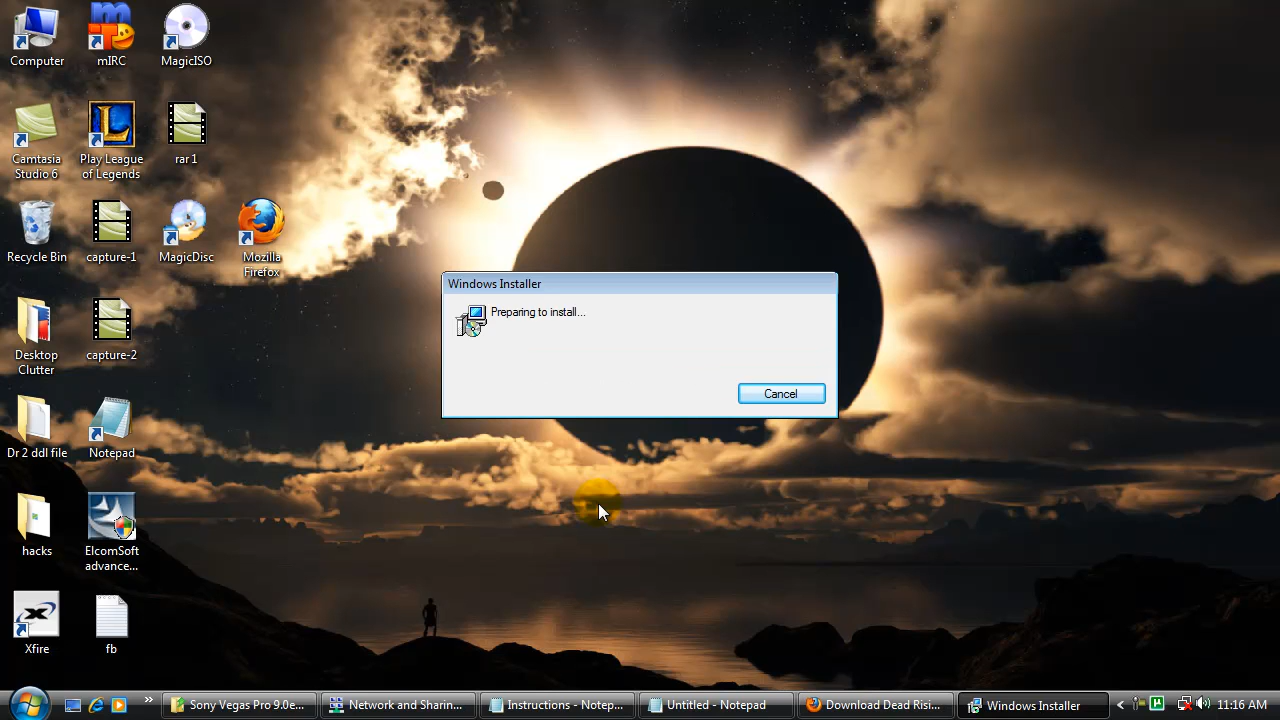 Computer
mIRC
MagicISO
Camtasia
Studio 6
Play League
of Legends
rar 1
Recycle Bin
capture-1
MagicDisc
Mozilla
Firefox
Desktop
Clutter
capture-2
Dr 2 ddl file
Notepad
hacks
ElcomSoft
advance...
Xfire
fb
Windows Installer
Preparing to install...
Cancel
Sony Vegas Pro 9.0e...
Network and Sharin...
Instructions - Notep...
Untitled - Notepad
Download Dead Risi...
Windows Installer
11:16 AM